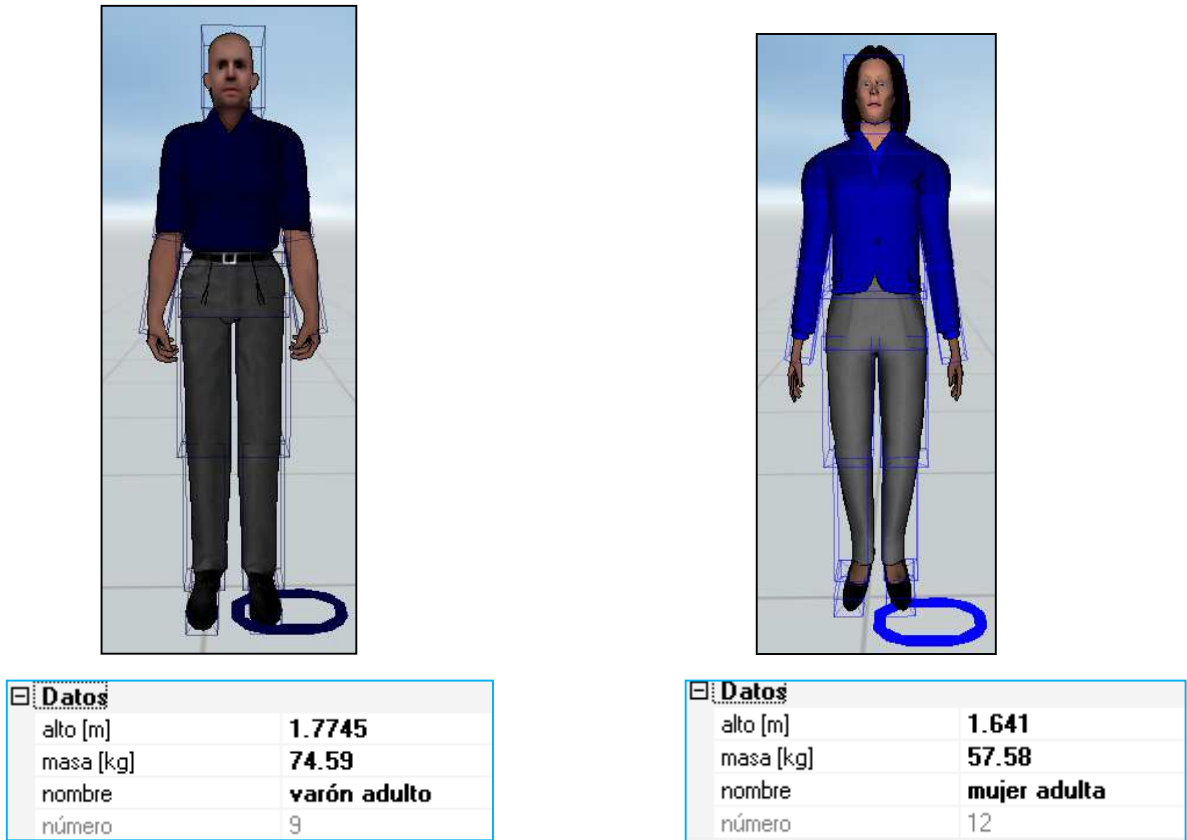 Datos
alto [m] 1.7745
masa [kg] 74.59
nombre varón adulto
número 9
Datos
alto [m] 1.641
masa [kg] 57.58
nombre mujer adulta
número 12